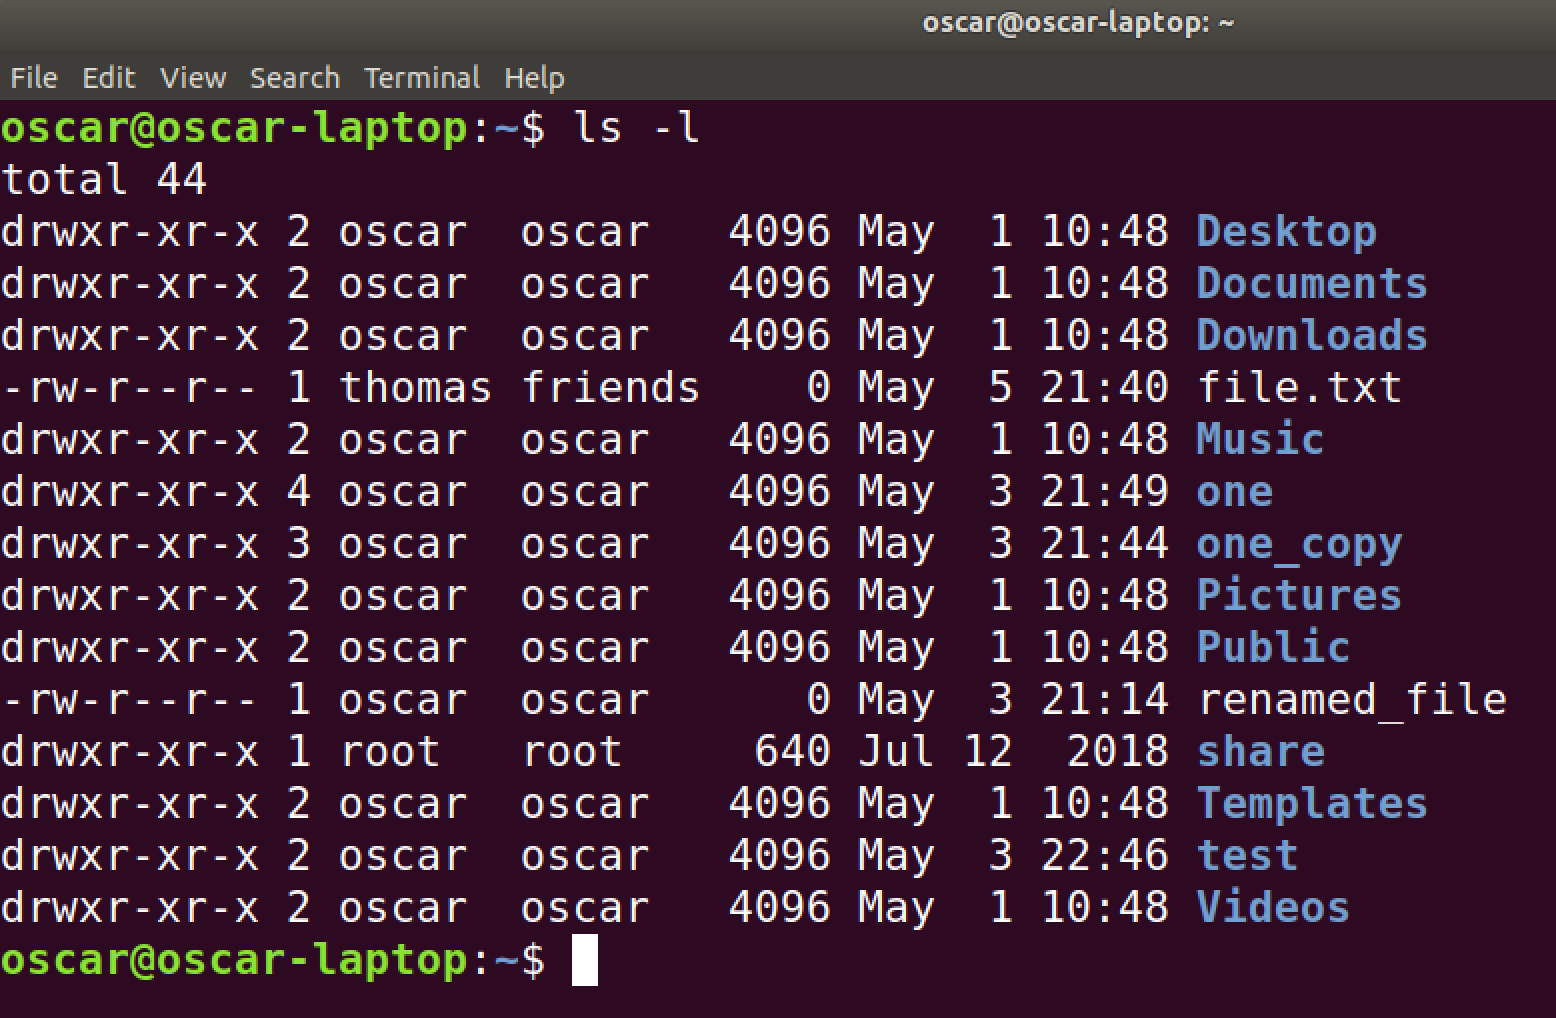 oscar@oscar-laptop: ~
File Edit View Search Terminal Help
oscar@oscar-laptop:~$ ls -l
total 44
drwxr-xr-x 2 oscar  oscar   4096 May  1 10:48 Desktop
drwxr-xr-x 2 oscar  oscar   4096 May  1 10:48 Documents
drwxr-xr-x 2 oscar  oscar   4096 May  1 10:48 Downloads
-rw-r--r-- 1 thomas friends    0 May  5 21:40 file.txt
drwxr-xr-x 2 oscar  oscar   4096 May  1 10:48 Music
drwxr-xr-x 4 oscar  oscar   4096 May  3 21:49 one
drwxr-xr-x 3 oscar  oscar   4096 May  3 21:44 one_copy
drwxr-xr-x 2 oscar  oscar   4096 May  1 10:48 Pictures
drwxr-xr-x 2 oscar  oscar   4096 May  1 10:48 Public
-rw-r--r-- 1 oscar  oscar      0 May  3 21:14 renamed_file
drwxr-xr-x 1 root   root     640 Jul 12  2018 share
drwxr-xr-x 2 oscar  oscar   4096 May  1 10:48 Templates
drwxr-xr-x 2 oscar  oscar   4096 May  3 22:46 test
drwxr-xr-x 2 oscar  oscar   4096 May  1 10:48 Videos
oscar@oscar-laptop:~$